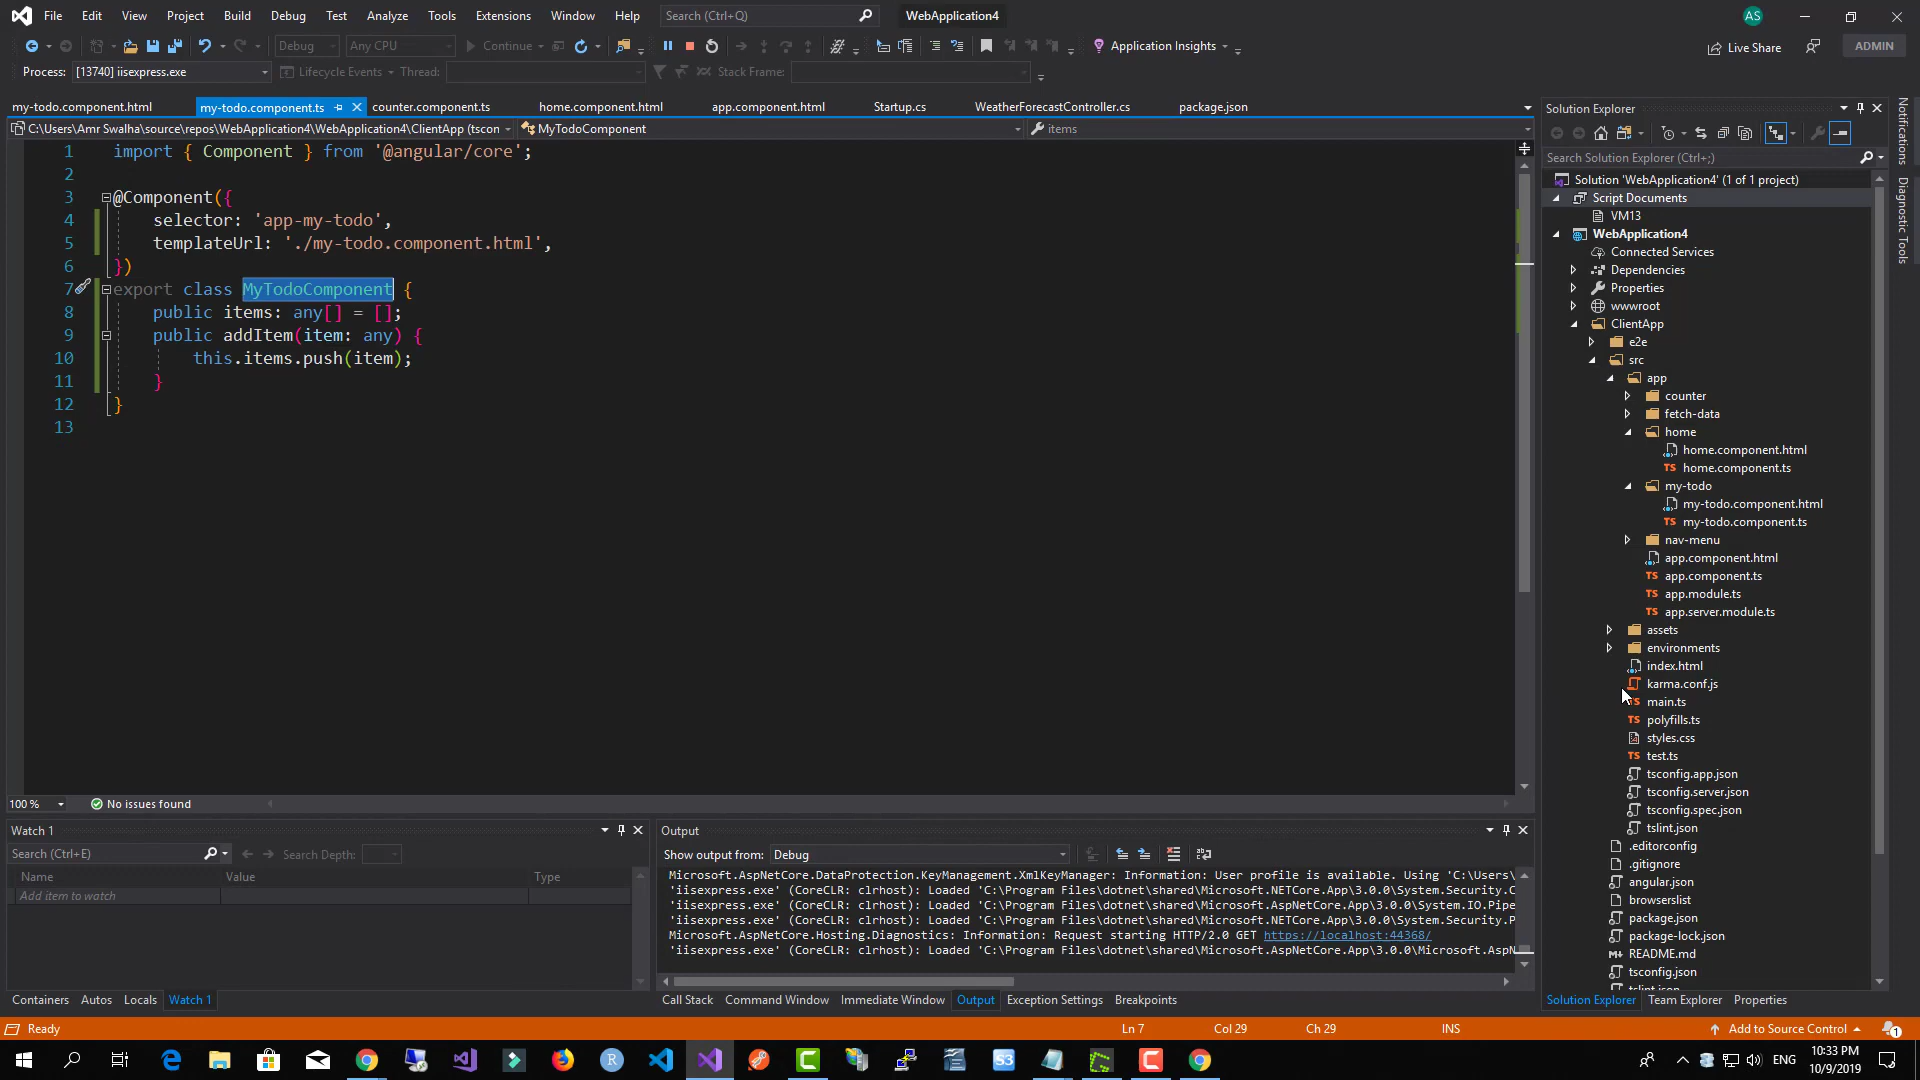 File Edit View Project Build Debug Test Analyze Tools Extensions Window Help Search (Ctrl+Q) WebApplication4 AS
Debug Any CPU Continue Application Insights Live Share ADMIN
Process: [13740] iisexpress.exe Lifecycle Events Thread: Stack Frame:
my-todo.component.html my-todo.component.ts counter.component.ts home.component.html app.component.html Startup.cs WeatherForecastController.cs package.json
C:\Users\Amr Swalha\source\repos\WebApplication4\WebApplication4\ClientApp (tscon MyTodoComponent items
1 import { Component } from '@angular/core';
2
3 @Component({
4 selector: 'app-my-todo',
5 templateUrl: './my-todo.component.html',
6 })
7 export class MyTodoComponent {
8 public items: any[] = [];
9 public addItem(item: any) {
10 this.items.push(item);
11 }
12 }
13
100 % No issues found
Solution Explorer
Search Solution Explorer (Ctrl+;)
Solution 'WebApplication4' (1 of 1 project)
Script Documents
VM13
WebApplication4
Connected Services
Dependencies
Properties
wwwroot
ClientApp
e2e
src
app
counter
fetch-data
home
home.component.html
home.component.ts
my-todo
my-todo.component.html
my-todo.component.ts
nav-menu
app.component.html
app.component.ts
app.module.ts
app.server.module.ts
assets
environments
index.html
karma.conf.js
main.ts
polyfills.ts
styles.css
test.ts
tsconfig.app.json
tsconfig.server.json
tsconfig.spec.json
tslint.json
.editorconfig
.gitignore
angular.json
browserslist
package.json
package-lock.json
README.md
tsconfig.json
tslint.json
Solution Explorer Team Explorer Properties
Notifications
Diagnostic Tools
Watch 1
Search (Ctrl+E) Search Depth:
Name Value Type
Add item to watch
Containers Autos Locals Watch 1
Output
Show output from: Debug
Microsoft.AspNetCore.DataProtection.KeyManagement.XmlKeyManager: Information: User profile is available. Using 'C:\Users\
'iisexpress.exe' (CoreCLR: clrhost): Loaded 'C:\Program Files\dotnet\shared\Microsoft.NETCore.App\3.0.0\System.Security.C
'iisexpress.exe' (CoreCLR: clrhost): Loaded 'C:\Program Files\dotnet\shared\Microsoft.AspNetCore.App\3.0.0\System.IO.Pipe
'iisexpress.exe' (CoreCLR: clrhost): Loaded 'C:\Program Files\dotnet\shared\Microsoft.NETCore.App\3.0.0\System.Security.P
Microsoft.AspNetCore.Hosting.Diagnostics: Information: Request starting HTTP/2.0 GET https://localhost:44368/
'iisexpress.exe' (CoreCLR: clrhost): Loaded 'C:\Program Files\dotnet\shared\Microsoft.AspNetCore.App\3.0.0\Microsoft.AspN
Call Stack Command Window Immediate Window Output Exception Settings Breakpoints
Ready Ln 7 Col 29 Ch 29 INS Add to Source Control 1
ENG 10:33 PM
10/9/2019